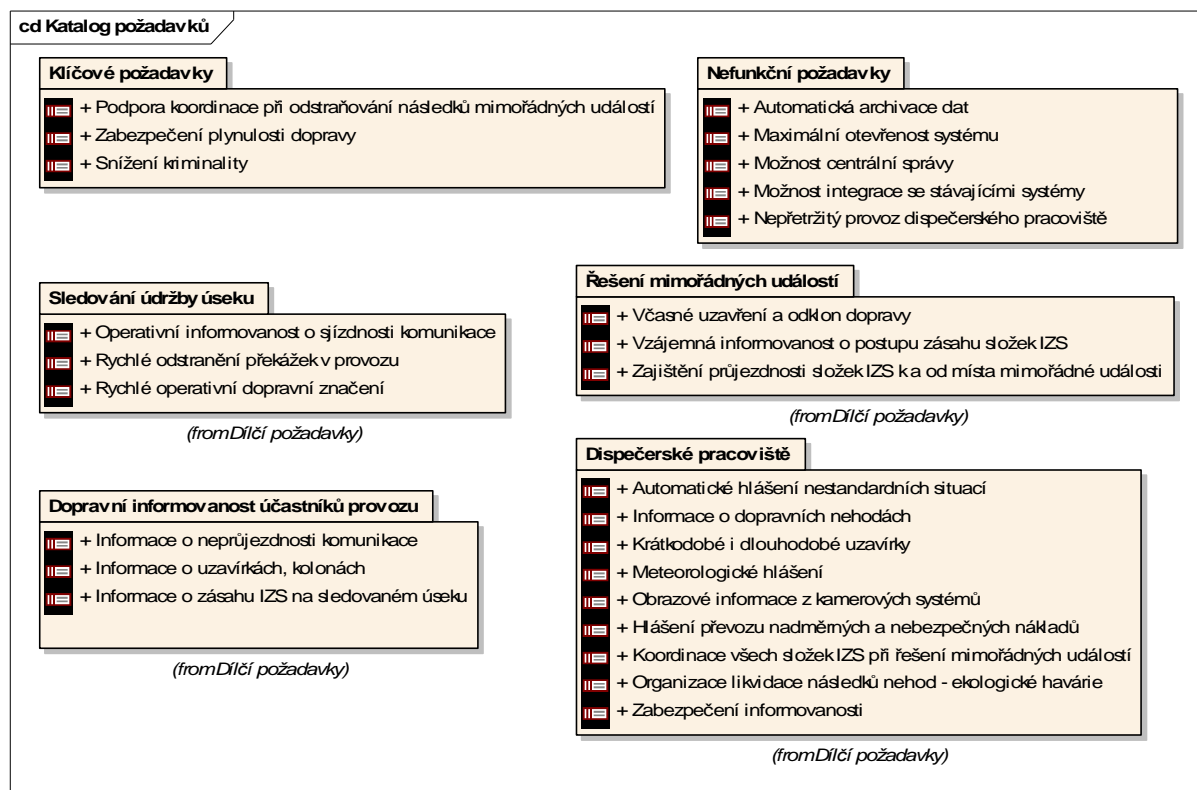 cd Katalog požadavků
Klíčové požadavky
+ Podpora koordinace při odstraňování následků mimořádných událostí
+ Zabezpečení plynulosti dopravy
+ Snížení kriminality
Nefunkční požadavky
+ Automatická archivace dat
+ Maximální otevřenost systému
+ Možnost centrální správy
+ Možnost integrace se stávajícími systémy
+ Nepřetržitý provoz dispečerského pracoviště
Sledování údržby úseku
+ Operativní informovanost o sjízdnosti komunikace
+ Rychlé odstranění překážek v provozu
+ Rychlé operativní dopravní značení
(from Dílčí požadavky)
Řešení mimořádných událostí
+ Včasné uzavření a odklon dopravy
+ Vzájemná informovanost o postupu zásahu složek IZS
+ Zajištění průjezdnosti složek IZS k a od místa mimořádné události
(from Dílčí požadavky)
Dopravní informovanost účastníků provozu
+ Informace o neprůjezdnosti komunikace
+ Informace o uzavírkách, kolonách
+ Informace o zásahu IZS na sledovaném úseku
(from Dílčí požadavky)
Dispečerské pracoviště
+ Automatické hlášení nestandardních situací
+ Informace o dopravních nehodách
+ Krátkodobé i dlouhodobé uzavírky
+ Meteorologické hlášení
+ Obrazové informace z kamerových systémů
+ Hlášení převozu nadměrných a nebezpečných nákladů
+ Koordinace všech složek IZS při řešení mimořádných událostí
+ Organizace likvidace následků nehod - ekologické havárie
+ Zabezpečení informovanosti
(from Dílčí požadavky)